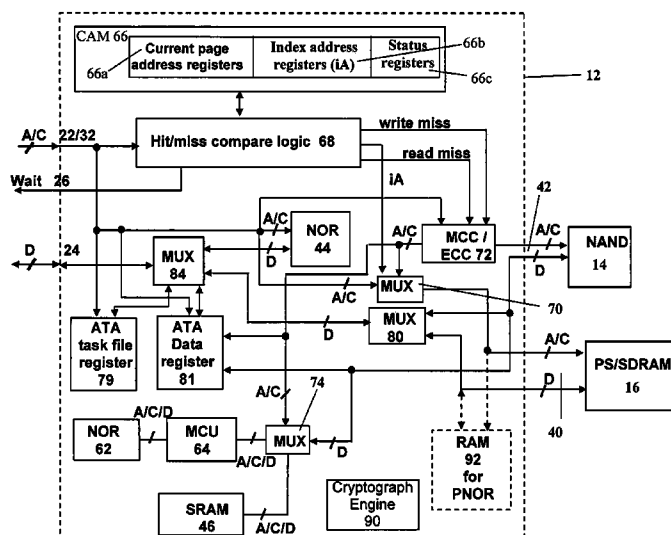 CAM 66
66a
Current page
address registers
Index address
registers (iA)
Status
registers
66b
66c
12
A/C 22/32
Hit/miss compare logic 68
write miss
read miss
Wait 26
iA
42
A/C
NOR
44
D
A/C
MCC /
ECC 72
A/C
D
NAND
14
D 24
MUX
84
A/C
MUX
70
ATA
task file
register
79
ATA
Data
register
81
D
MUX
80
A/C
PS/SDRAM
16
D
40
A/C
74
NOR
62
A/C/D
MCU
64
A/C/D
MUX
D
RAM
92
for
PNOR
SRAM
46
A/C/D
Cryptograph
Engine
90